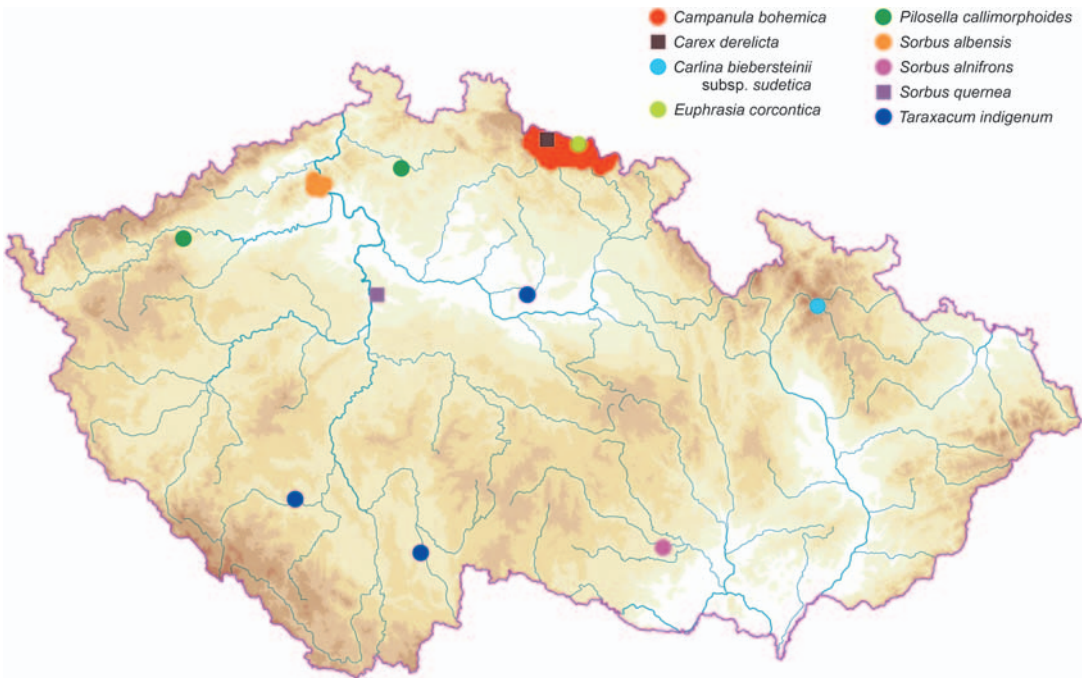 Campanula bohemica
Carex derelicta
Carlina biebersteinii
subsp. sudetica
Euphrasia corcontica
Pilosella callimorphoides
Sorbus albensis
Sorbus alnifrons
Sorbus quernea
Taraxacum indigenum